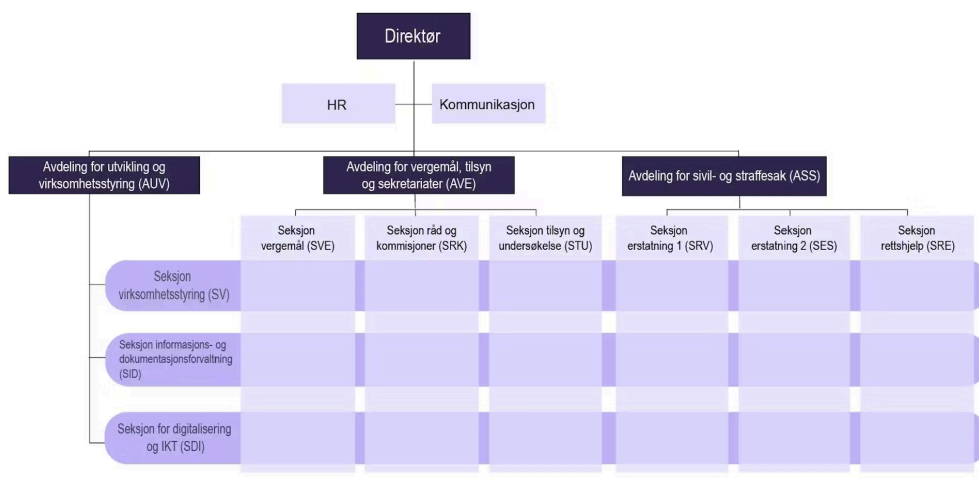 Direktør
HR
Kommunikasjon
Avdeling for utvikling og
virksomhetsstyring (AUV)
Avdeling for vergemål, tilsyn
og sekretariater (AVE)
Avdeling for sivil- og straffesak (ASS)
Seksjon
vergemål (SVE)
Seksjon råd og
kommisjoner (SRK)
Seksjon tilsyn og
undersøkelse (STU)
Seksjon
erstatning 1 (SRV)
Seksjon
erstatning 2 (SES)
Seksjon
rettshjelp (SRE)
Seksjon
virksomhetsstyring (SV)
Seksjon informasjons- og
dokumentasjonsforvaltning
(SID)
Seksjon for digitalisering
og IKT (SDI)